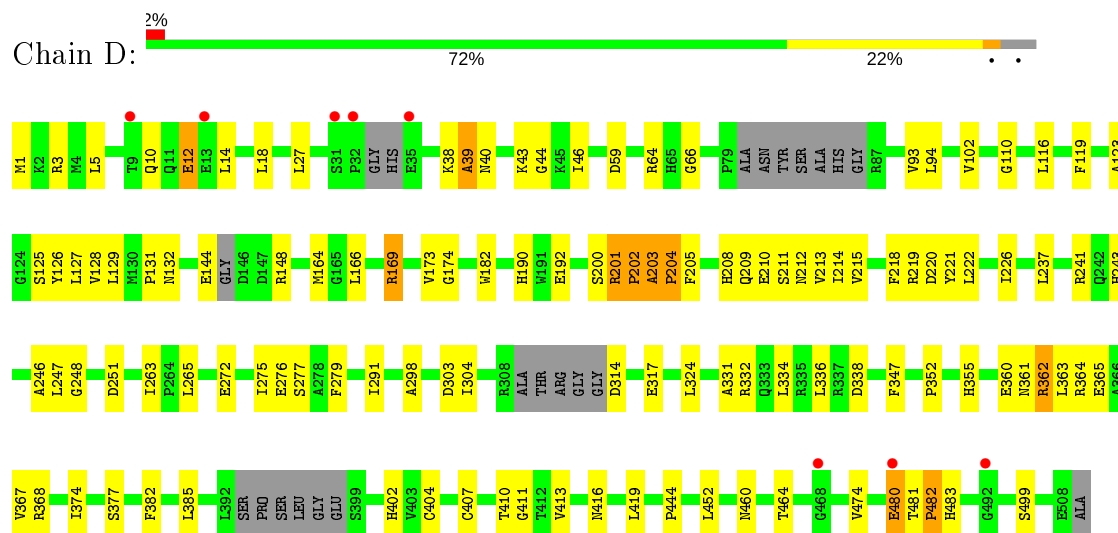 2%
Chain D:
72% 22% • •
M1 K2 R3 M4 L5 T9 Q10 Q11 E12 E13 L14 L18 L27 S31 P32 GLY HIS E35 K38 A39 N40 K43 G44 K45 I46 D59 R64 H65 G66 P79 ALA ASN TYR SER ALA HIS GLY R87 V93 L94 V102 G110 L116 F119 A123
G124 S125 Y126 L127 V128 L129 M130 P131 N132 E144 GLY D146 D147 R148 M164 G165 L166 R169 V173 G174 W182 H190 W191 E192 S200 R201 P202 A203 P204 F205 H208 Q209 E210 S211 N212 V213 I214 V215 F218 R219 D220 Y221 L222 I226 L237 R241 Q242 H243
A246 L247 G248 D251 I263 P264 L265 E272 I275 E276 S277 A278 F279 I291 A298 D303 I304 R308 ALA THR ARG GLY GLY D314 E317 L324 A331 R332 Q333 L334 R335 L336 R337 D338 F347 P352 H355 E360 N361 R362 L363 R364 E365 A366
V367 R368 I374 S377 F382 L385 L392 SER PRO SER LEU GLY GLU S399 H402 V403 C404 C407 T410 G411 T412 V413 N416 L419 P444 L452 N460 T464 G468 V474 E480 T481 P482 H483 G492 S499 E508 ALA